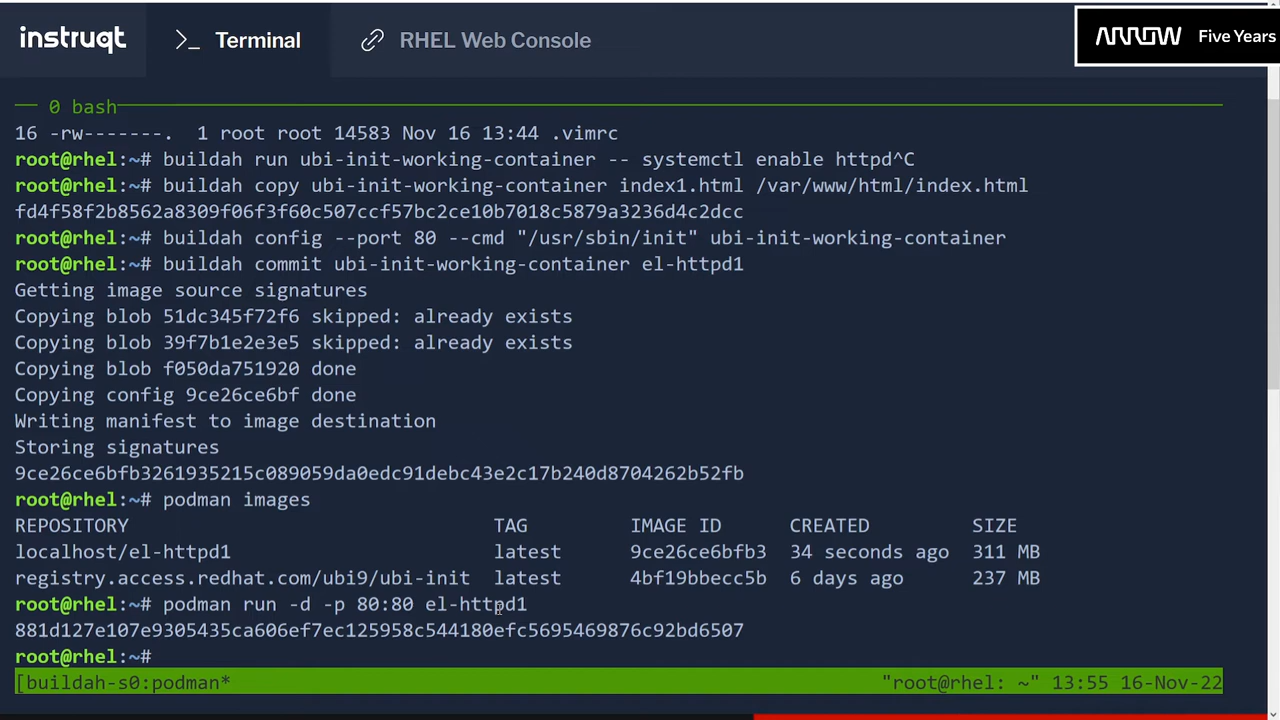 instruqt
>_ Terminal
RHEL Web Console
ARROW Five Years
0 bash
16 -rw-------. 1 root root 14583 Nov 16 13:44 .vimrc
root@rhel:~# buildah run ubi-init-working-container -- systemctl enable httpd^C
root@rhel:~# buildah copy ubi-init-working-container index1.html /var/www/html/index.html
fd4f58f2b8562a8309f06f3f60c507ccf57bc2ce10b7018c5879a3236d4c2dcc
root@rhel:~# buildah config --port 80 --cmd "/usr/sbin/init" ubi-init-working-container
root@rhel:~# buildah commit ubi-init-working-container el-httpd1
Getting image source signatures
Copying blob 51dc345f72f6 skipped: already exists
Copying blob 39f7b1e2e3e5 skipped: already exists
Copying blob f050da751920 done
Copying config 9ce26ce6bf done
Writing manifest to image destination
Storing signatures
9ce26ce6bfb3261935215c089059da0edc91debc43e2c17b240d8704262b52fb
root@rhel:~# podman images
REPOSITORY TAG IMAGE ID CREATED SIZE
localhost/el-httpd1 latest 9ce26ce6bfb3 34 seconds ago 311 MB
registry.access.redhat.com/ubi9/ubi-init latest 4bf19bbecc5b 6 days ago 237 MB
root@rhel:~# podman run -d -p 80:80 el-httpd1
881d127e107e9305435ca606ef7ec125958c544180efc5695469876c92bd6507
root@rhel:~#
[buildah-s0:podman* "root@rhel: ~" 13:55 16-Nov-22